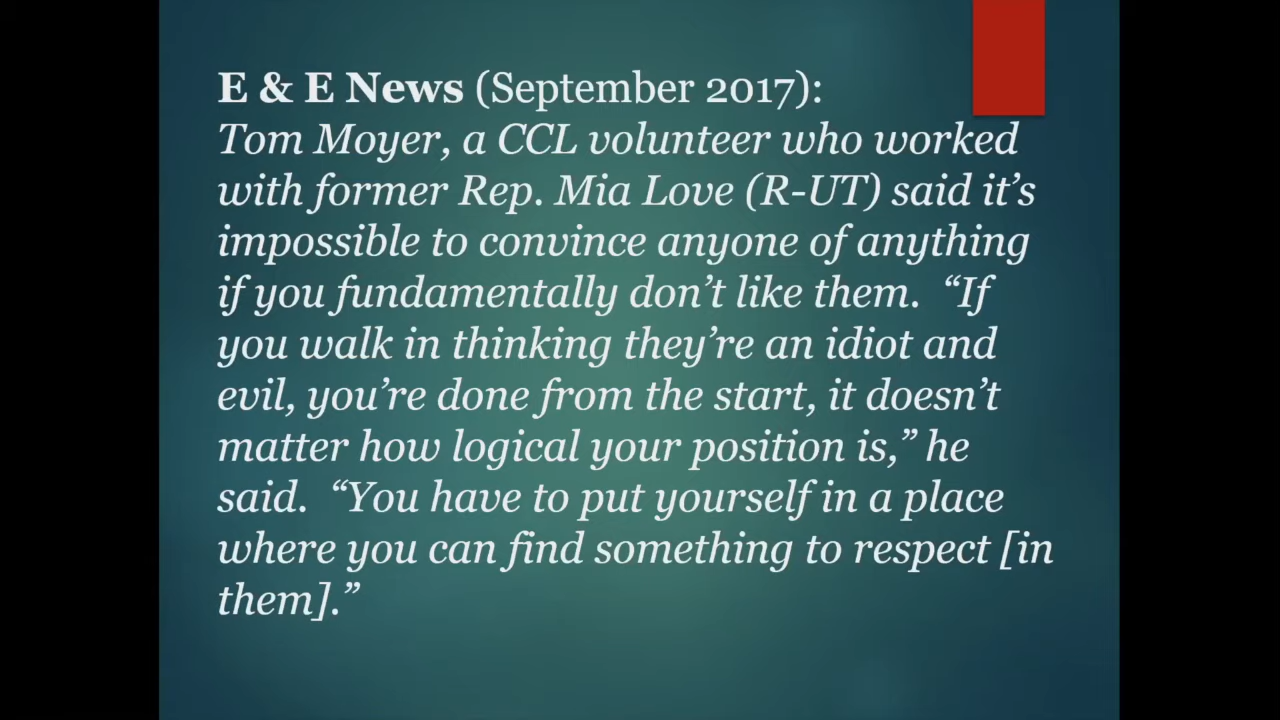 E & E News (September 2017):
Tom Moyer, a CCL volunteer who worked
with former Rep. Mia Love (R-UT) said it’s
impossible to convince anyone of anything
if you fundamentally don’t like them.  “If
you walk in thinking they’re an idiot and
evil, you’re done from the start, it doesn’t
matter how logical your position is,” he
said.  “You have to put yourself in a place
where you can find something to respect [in
them].”